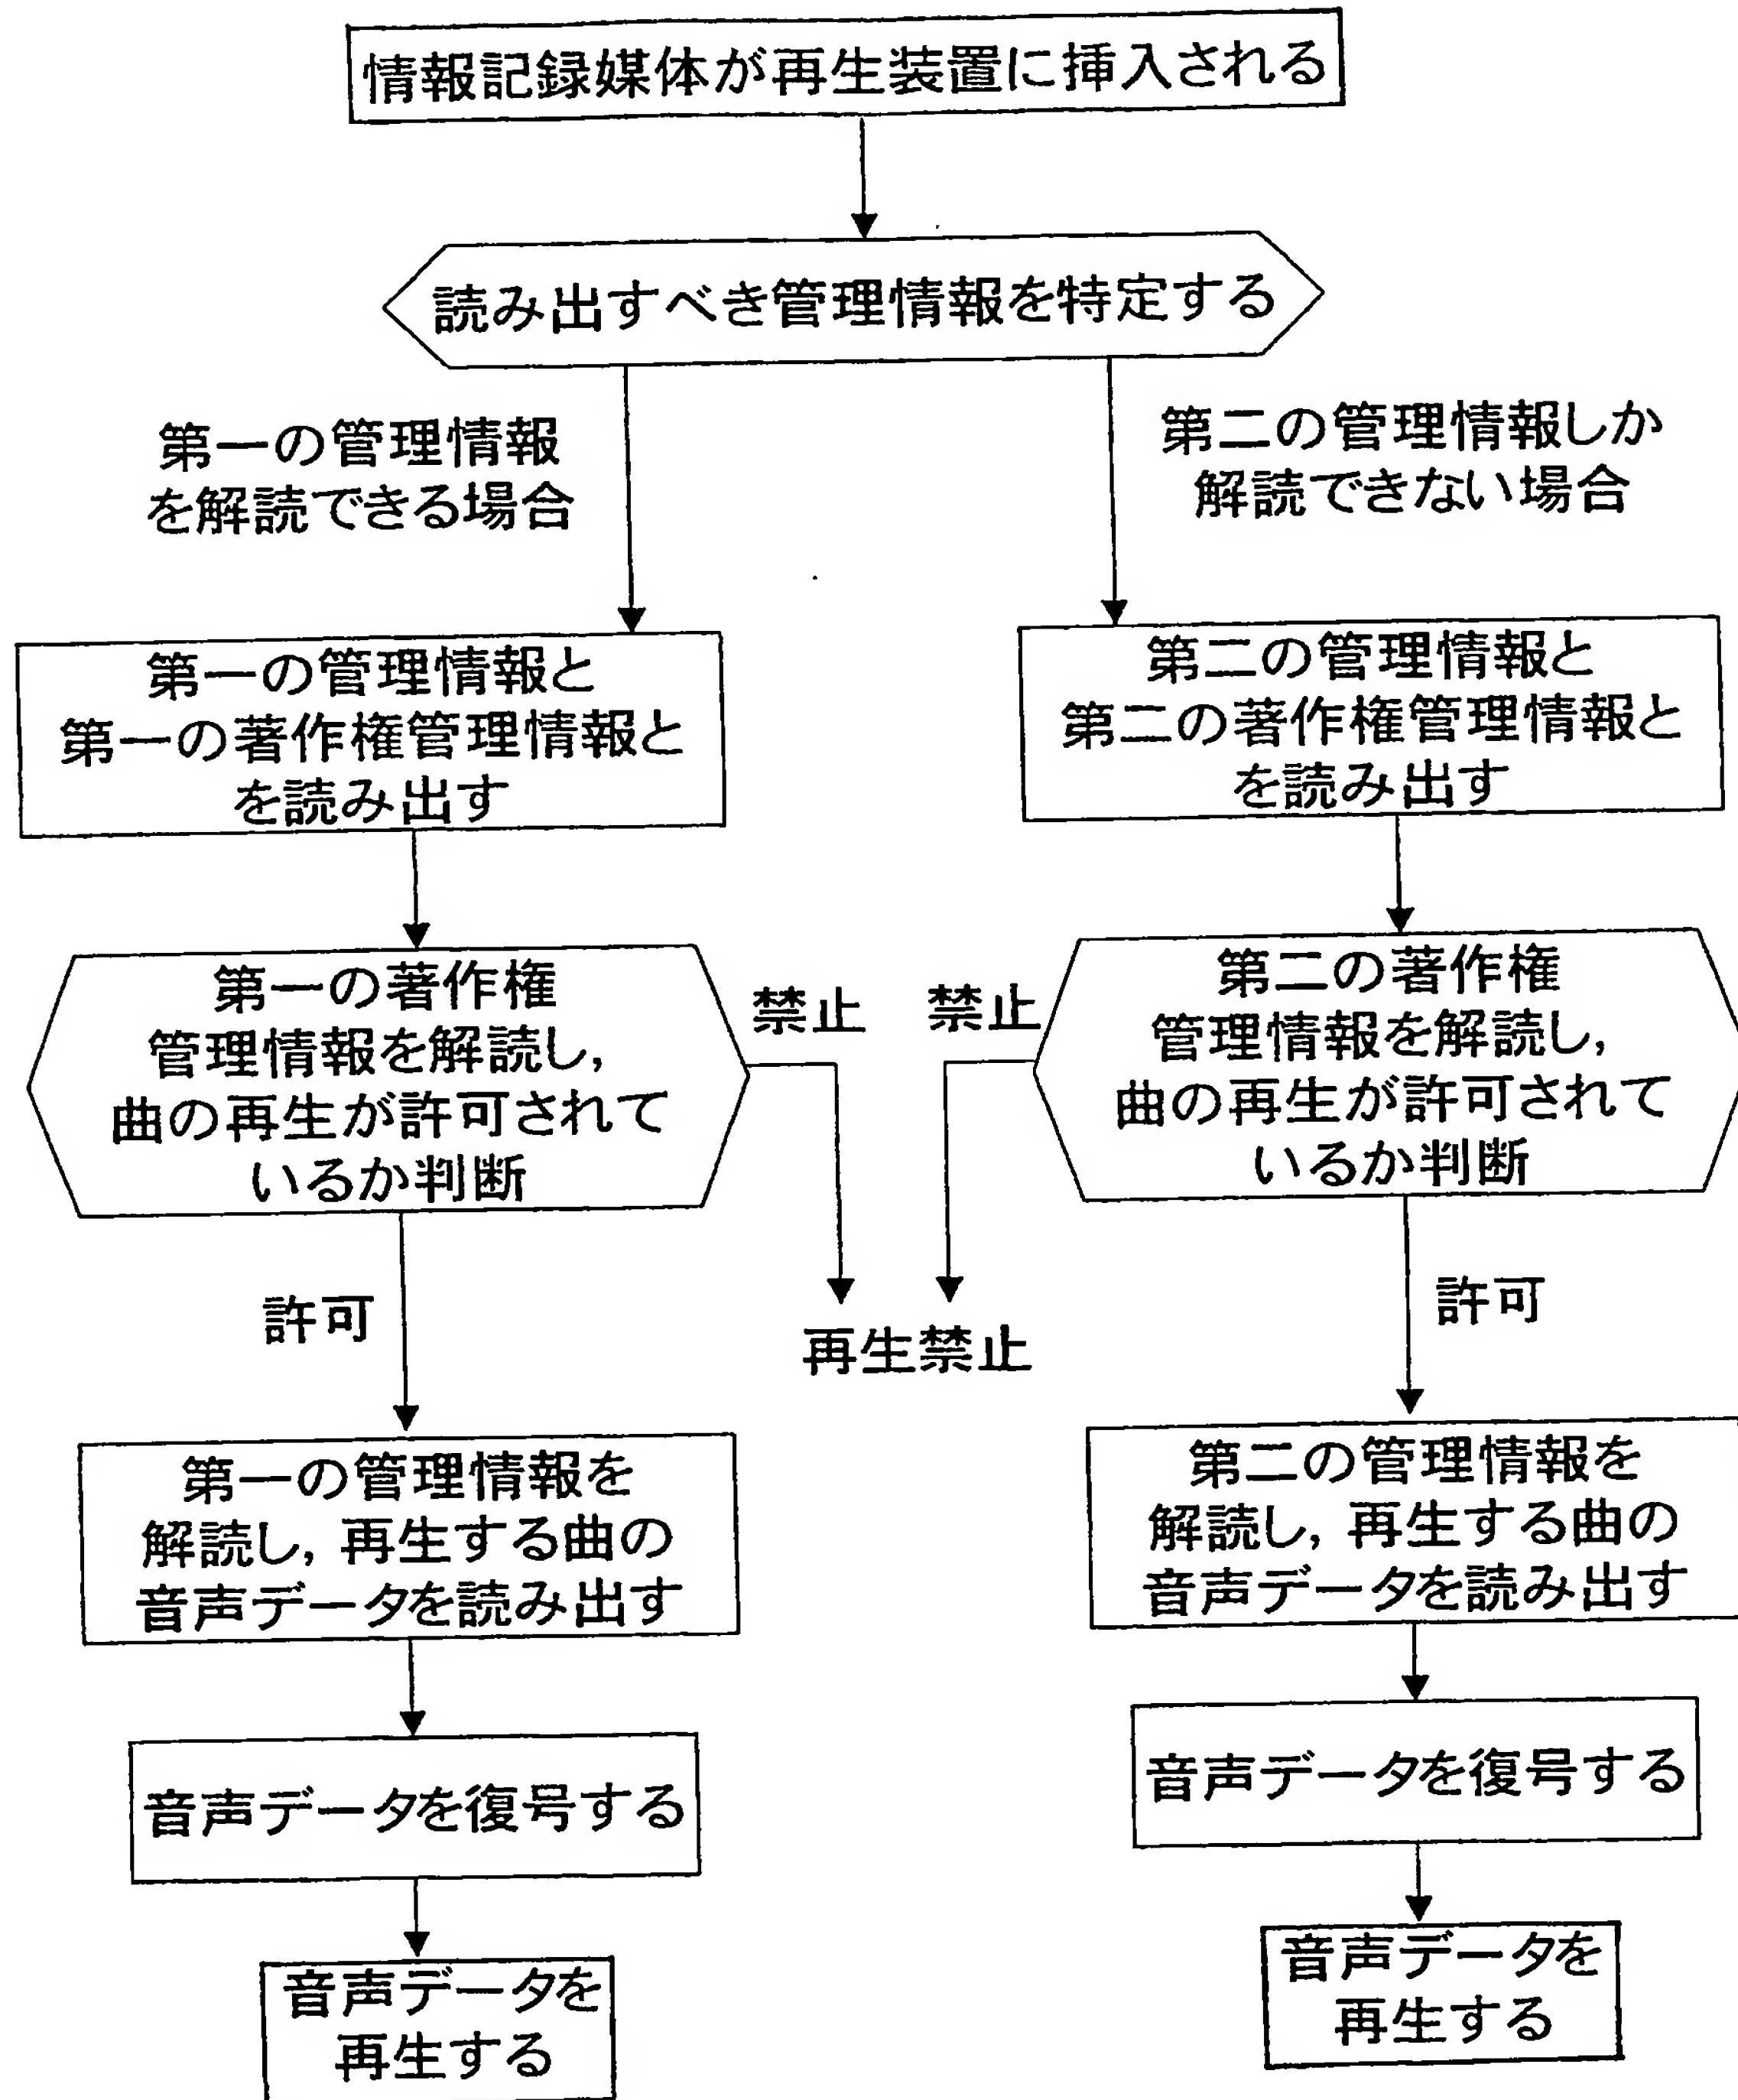 情報記録媒体が再生装置に挿入される
読み出すべき管理情報を特定する
第一の管理情報
を解読できる場合
第二の管理情報しか
解読できない場合
第一の管理情報と
第一の著作権管理情報と
を読み出す
第二の管理情報と
第二の著作権管理情報と
を読み出す
第一の著作権
管理情報を解読し,
曲の再生が許可されて
いるか判断
禁止
禁止
第二の著作権
管理情報を解読し,
曲の再生が許可されて
いるか判断
許可
再生禁止
許可
第一の管理情報を
解読し, 再生する曲の
音声データを読み出す
第二の管理情報を
解読し, 再生する曲の
音声データを読み出す
音声データを復号する
音声データを復号する
音声データを
再生する
音声データを
再生する